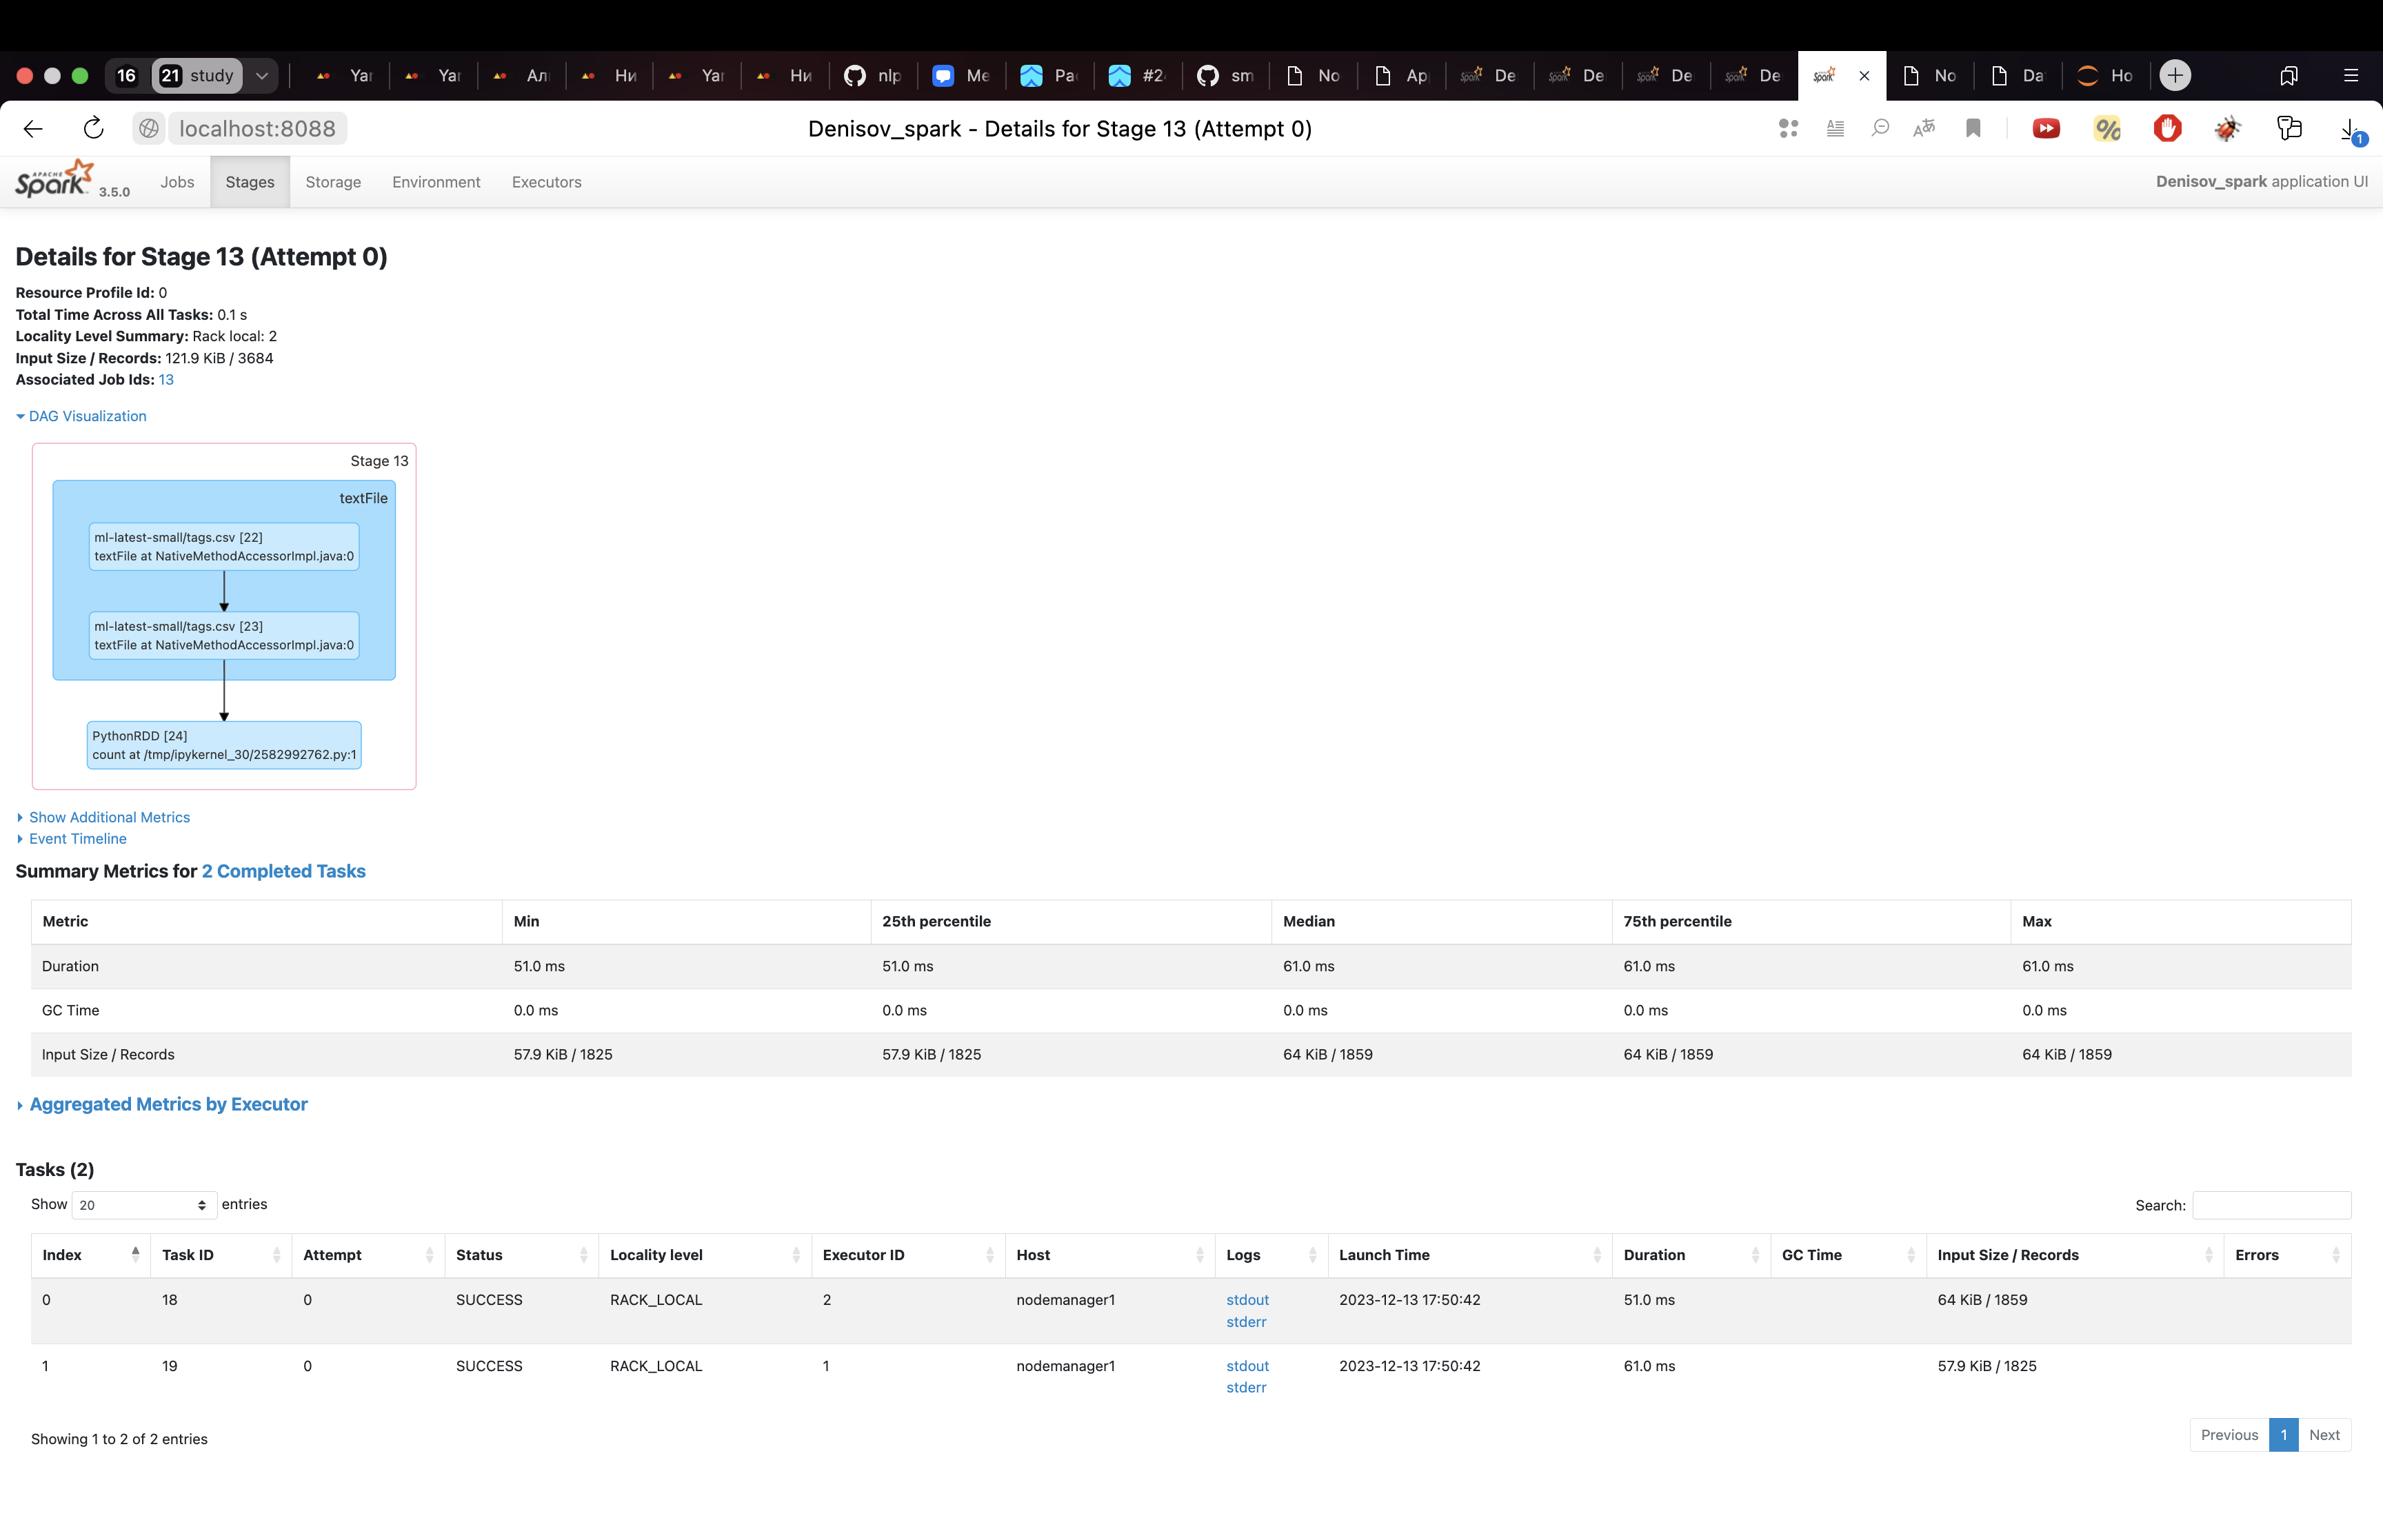 16 21 study Yar Yar Ал Ни Yar Ни nlp Me Pa #2 sm No Ap De De De De No Da Ho
localhost:8088 Denisov_spark - Details for Stage 13 (Attempt 0) 1
APACHE Spark 3.5.0 Jobs Stages Storage Environment Executors Denisov_spark application UI
Details for Stage 13 (Attempt 0)
Resource Profile Id: 0
Total Time Across All Tasks: 0.1 s
Locality Level Summary: Rack local: 2
Input Size / Records: 121.9 KiB / 3684
Associated Job Ids: 13
DAG Visualization
Stage 13
textFile
ml-latest-small/tags.csv [22]
textFile at NativeMethodAccessorImpl.java:0
ml-latest-small/tags.csv [23]
textFile at NativeMethodAccessorImpl.java:0
PythonRDD [24]
count at /tmp/ipykernel_30/2582992762.py:1
Show Additional Metrics
Event Timeline
Summary Metrics for 2 Completed Tasks
Metric Min 25th percentile Median 75th percentile Max
Duration 51.0 ms 51.0 ms 61.0 ms 61.0 ms 61.0 ms
GC Time 0.0 ms 0.0 ms 0.0 ms 0.0 ms 0.0 ms
Input Size / Records 57.9 KiB / 1825 57.9 KiB / 1825 64 KiB / 1859 64 KiB / 1859 64 KiB / 1859
Aggregated Metrics by Executor
Tasks (2)
Show 20 entries Search:
Index Task ID Attempt Status Locality level Executor ID Host Logs Launch Time Duration GC Time Input Size / Records Errors
0 18 0 SUCCESS RACK_LOCAL 2 nodemanager1 stdout 2023-12-13 17:50:42 51.0 ms 64 KiB / 1859
stderr
1 19 0 SUCCESS RACK_LOCAL 1 nodemanager1 stdout 2023-12-13 17:50:42 61.0 ms 57.9 KiB / 1825
stderr
Showing 1 to 2 of 2 entries Previous 1 Next